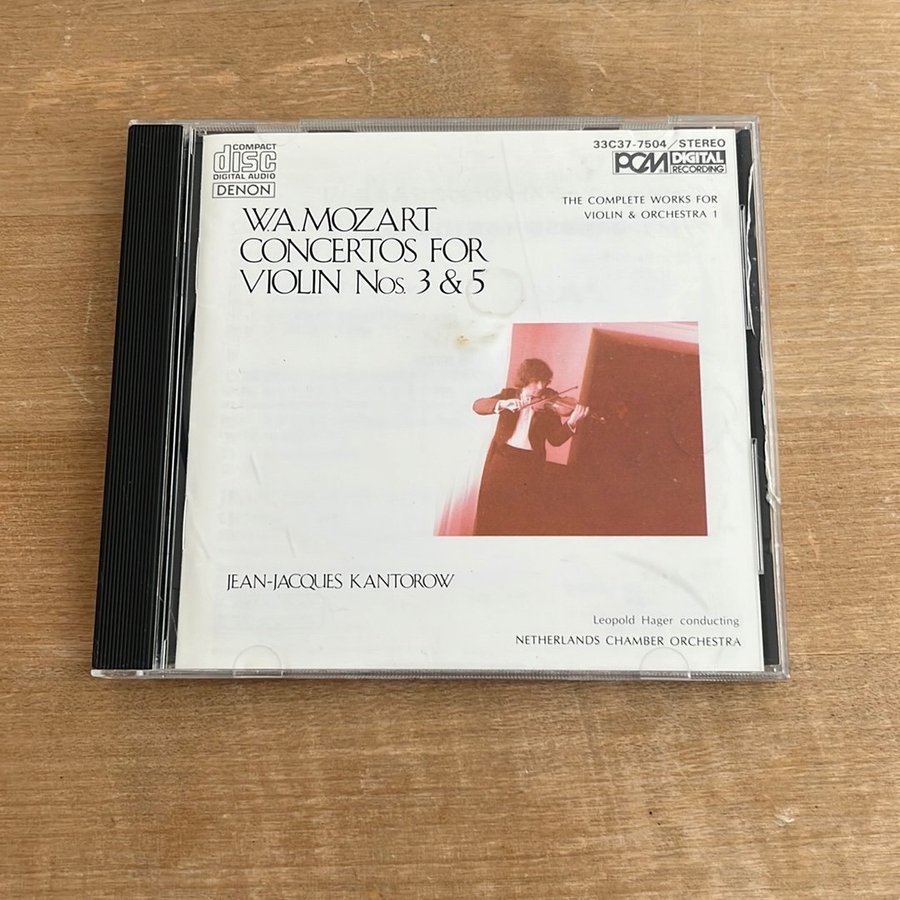 COMPACT
disc
DIGITAL AUDIO
DENON
33C37-7504/STEREO
PCM DIGITAL RECORDING
THE COMPLETE WORKS FOR
VIOLIN & ORCHESTRA 1
W.A.MOZART
CONCERTOS FOR
VIOLIN Nos. 3 & 5
JEAN-JACQUES KANTOROW
Leopold Hager conducting
NETHERLANDS CHAMBER ORCHESTRA